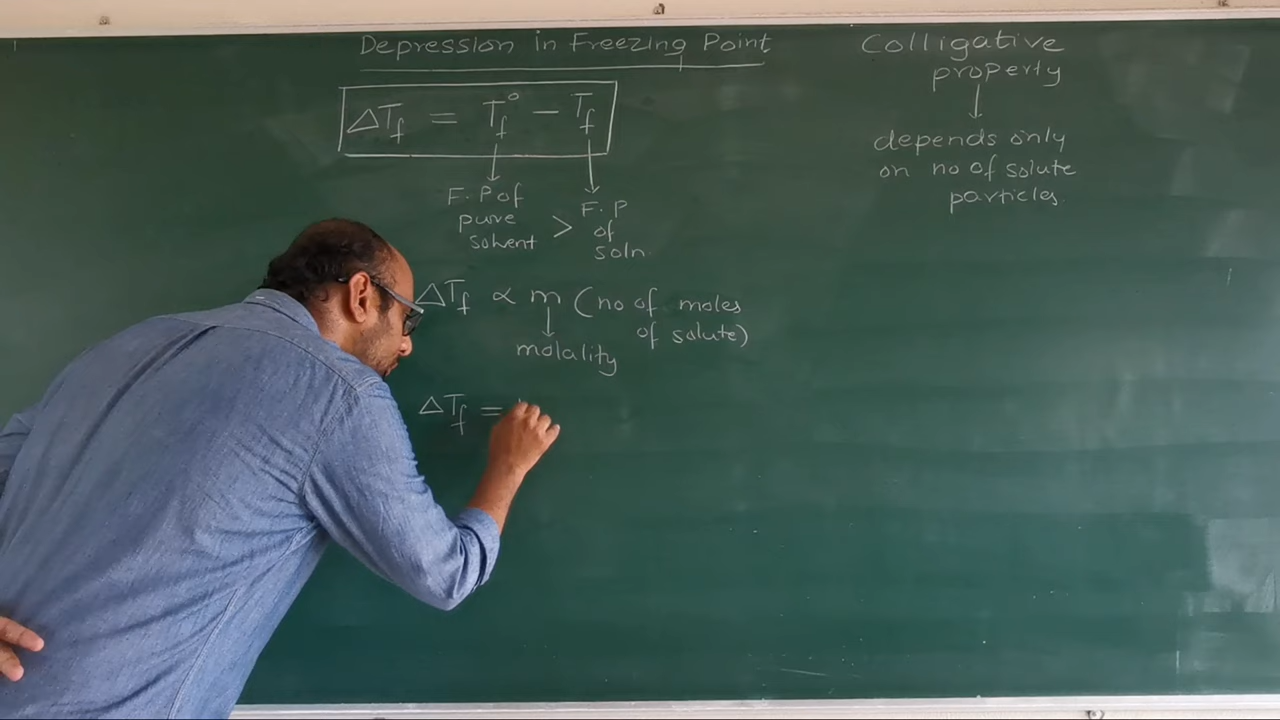 Depression in Freezing Point
ΔT_f = T_f° – T_f
F.P of
pure
solvent
>
F.P
of
soln
ΔT_f ∝ m (no of moles
of solute)
molality
ΔT_f =
Colligative
property
depends only
on no of solute
particles.